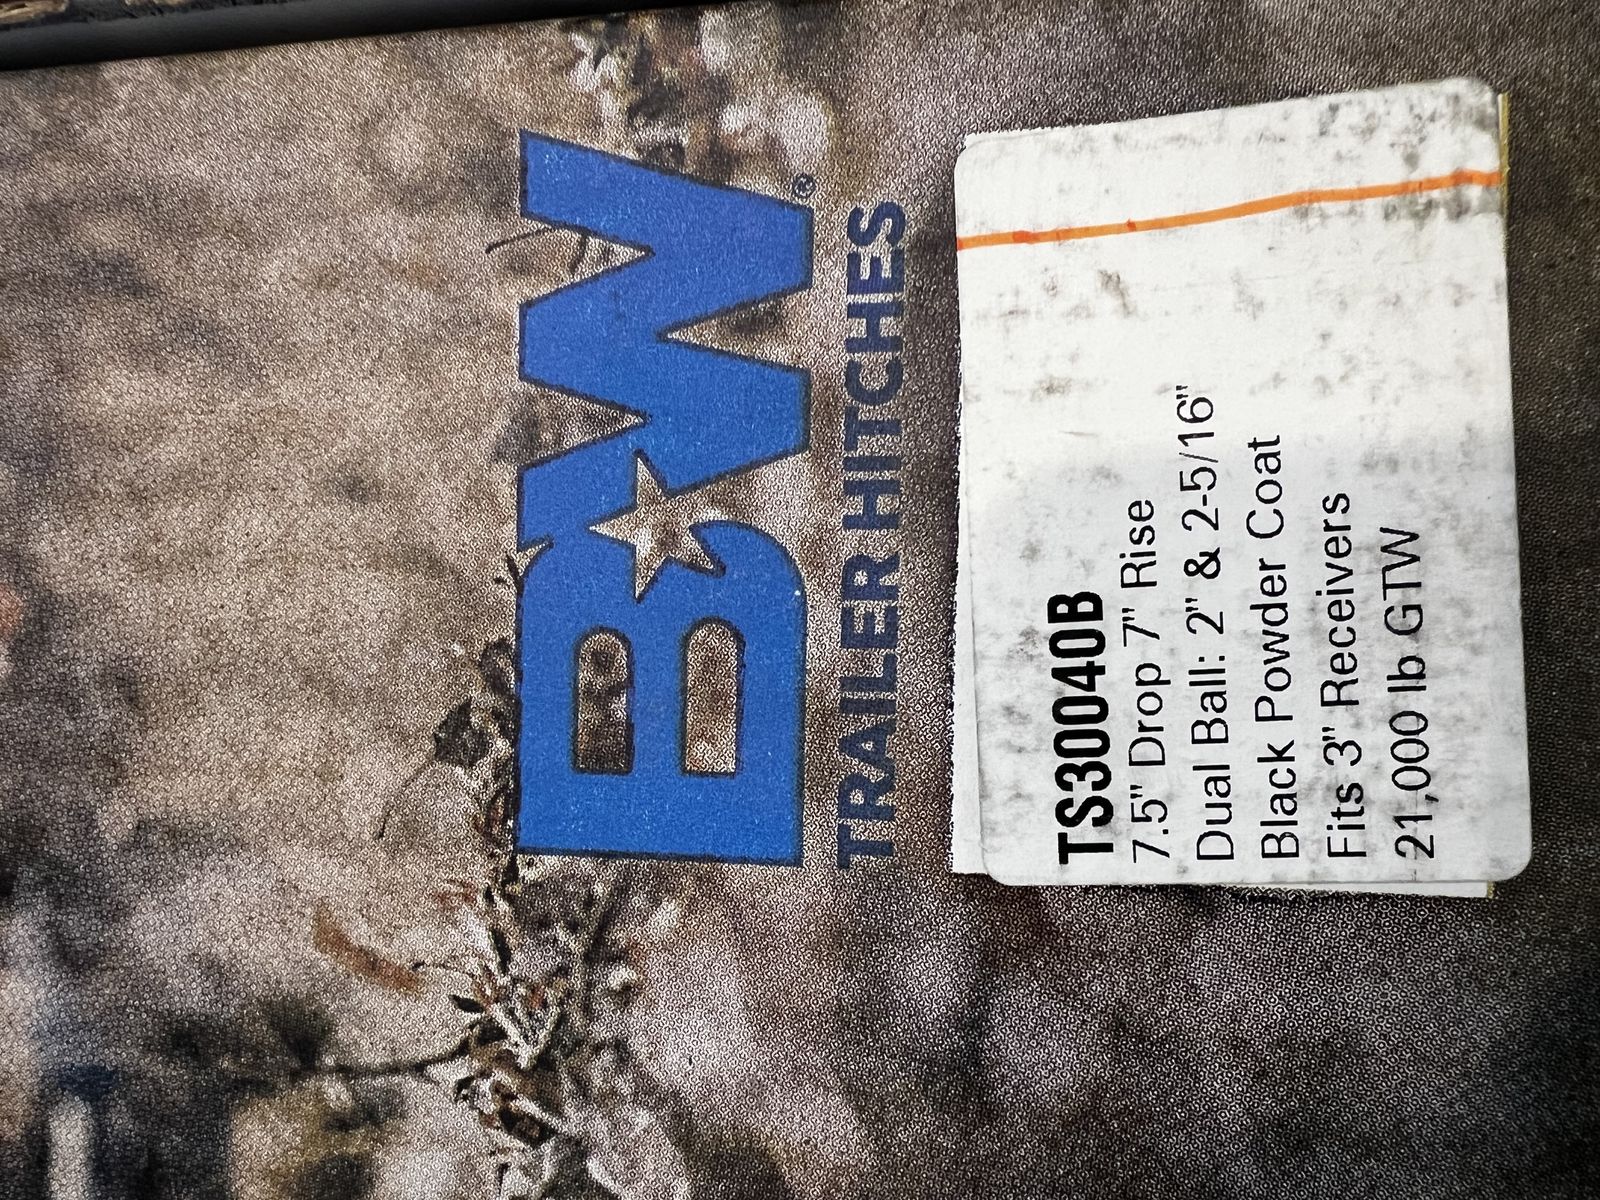 B&W®
TRAILER HITCHES
TS30040B
7.5" Drop 7" Rise
Dual Ball: 2" & 2-5/16"
Black Powder Coat
Fits 3" Receivers
21,000 lb GTW